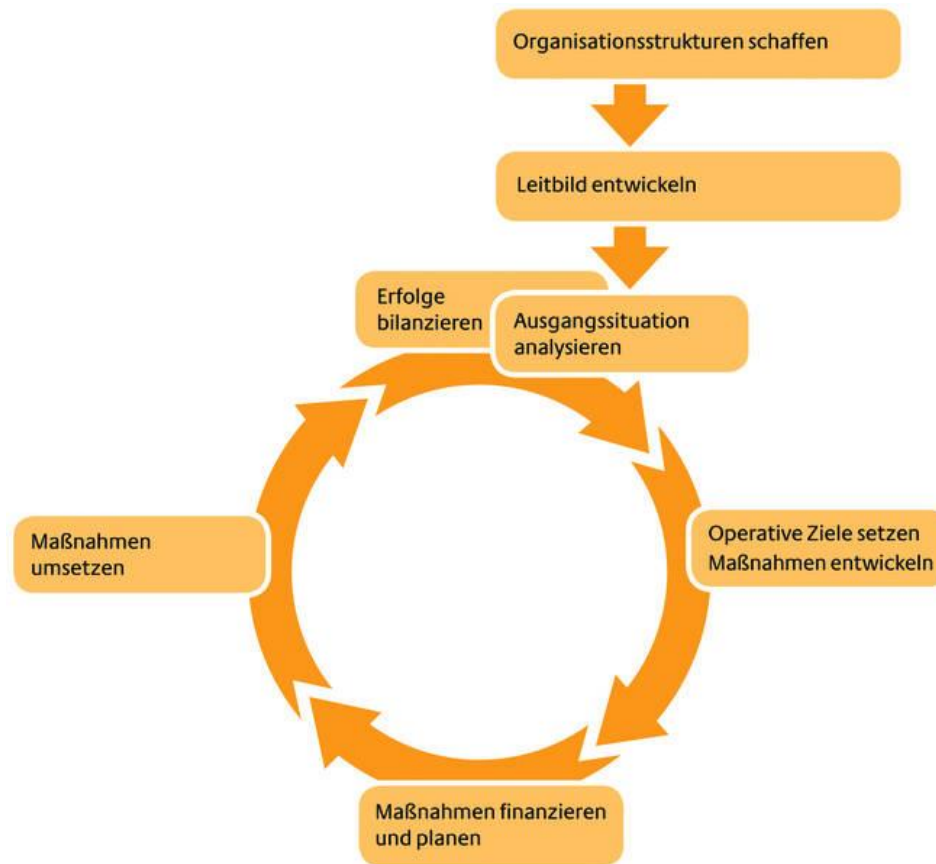 Organisationsstrukturen schaffen
Leitbild entwickeln
Erfolge
bilanzieren
Ausgangssituation
analysieren
Operative Ziele setzen
Maßnahmen entwickeln
Maßnahmen finanzieren
und planen
Maßnahmen
umsetzen